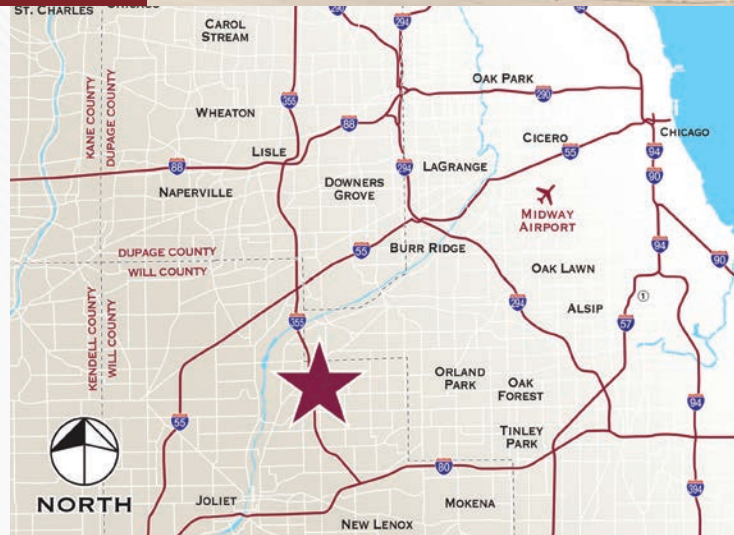 ST. CHARLES
CAROL
STREAM
290
294
94
OAK PARK
355
290
WHEATON
88
CICERO
CHICAGO
KANE COUNTY
DUPAGE COUNTY
LISLE
55
94
88
294
LAGRANGE
90
NAPERVILLE
DOWNERS
GROVE
MIDWAY
AIRPORT
DUPAGE COUNTY
WILL COUNTY
55
BURR RIDGE
94
90
OAK LAWN
KENDELL COUNTY
WILL COUNTY
355
294
ALSIP
1
57
ORLAND
PARK
OAK
FOREST
94
55
TINLEY
PARK
80
NORTH
JOLIET
MOKENA
394
NEW LENOX